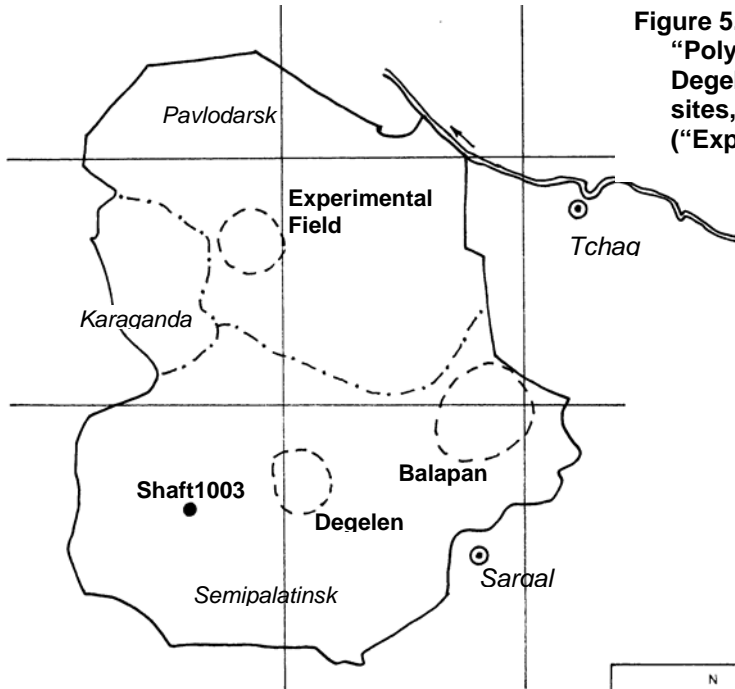 Figure 5.
“Poly
Degel
sites,
(“Exp
Pavlodarsk
Experimental
Field
Tchag
Karaganda
Balapan
Shaft1003
Degelen
Sargal
Semipalatinsk
N